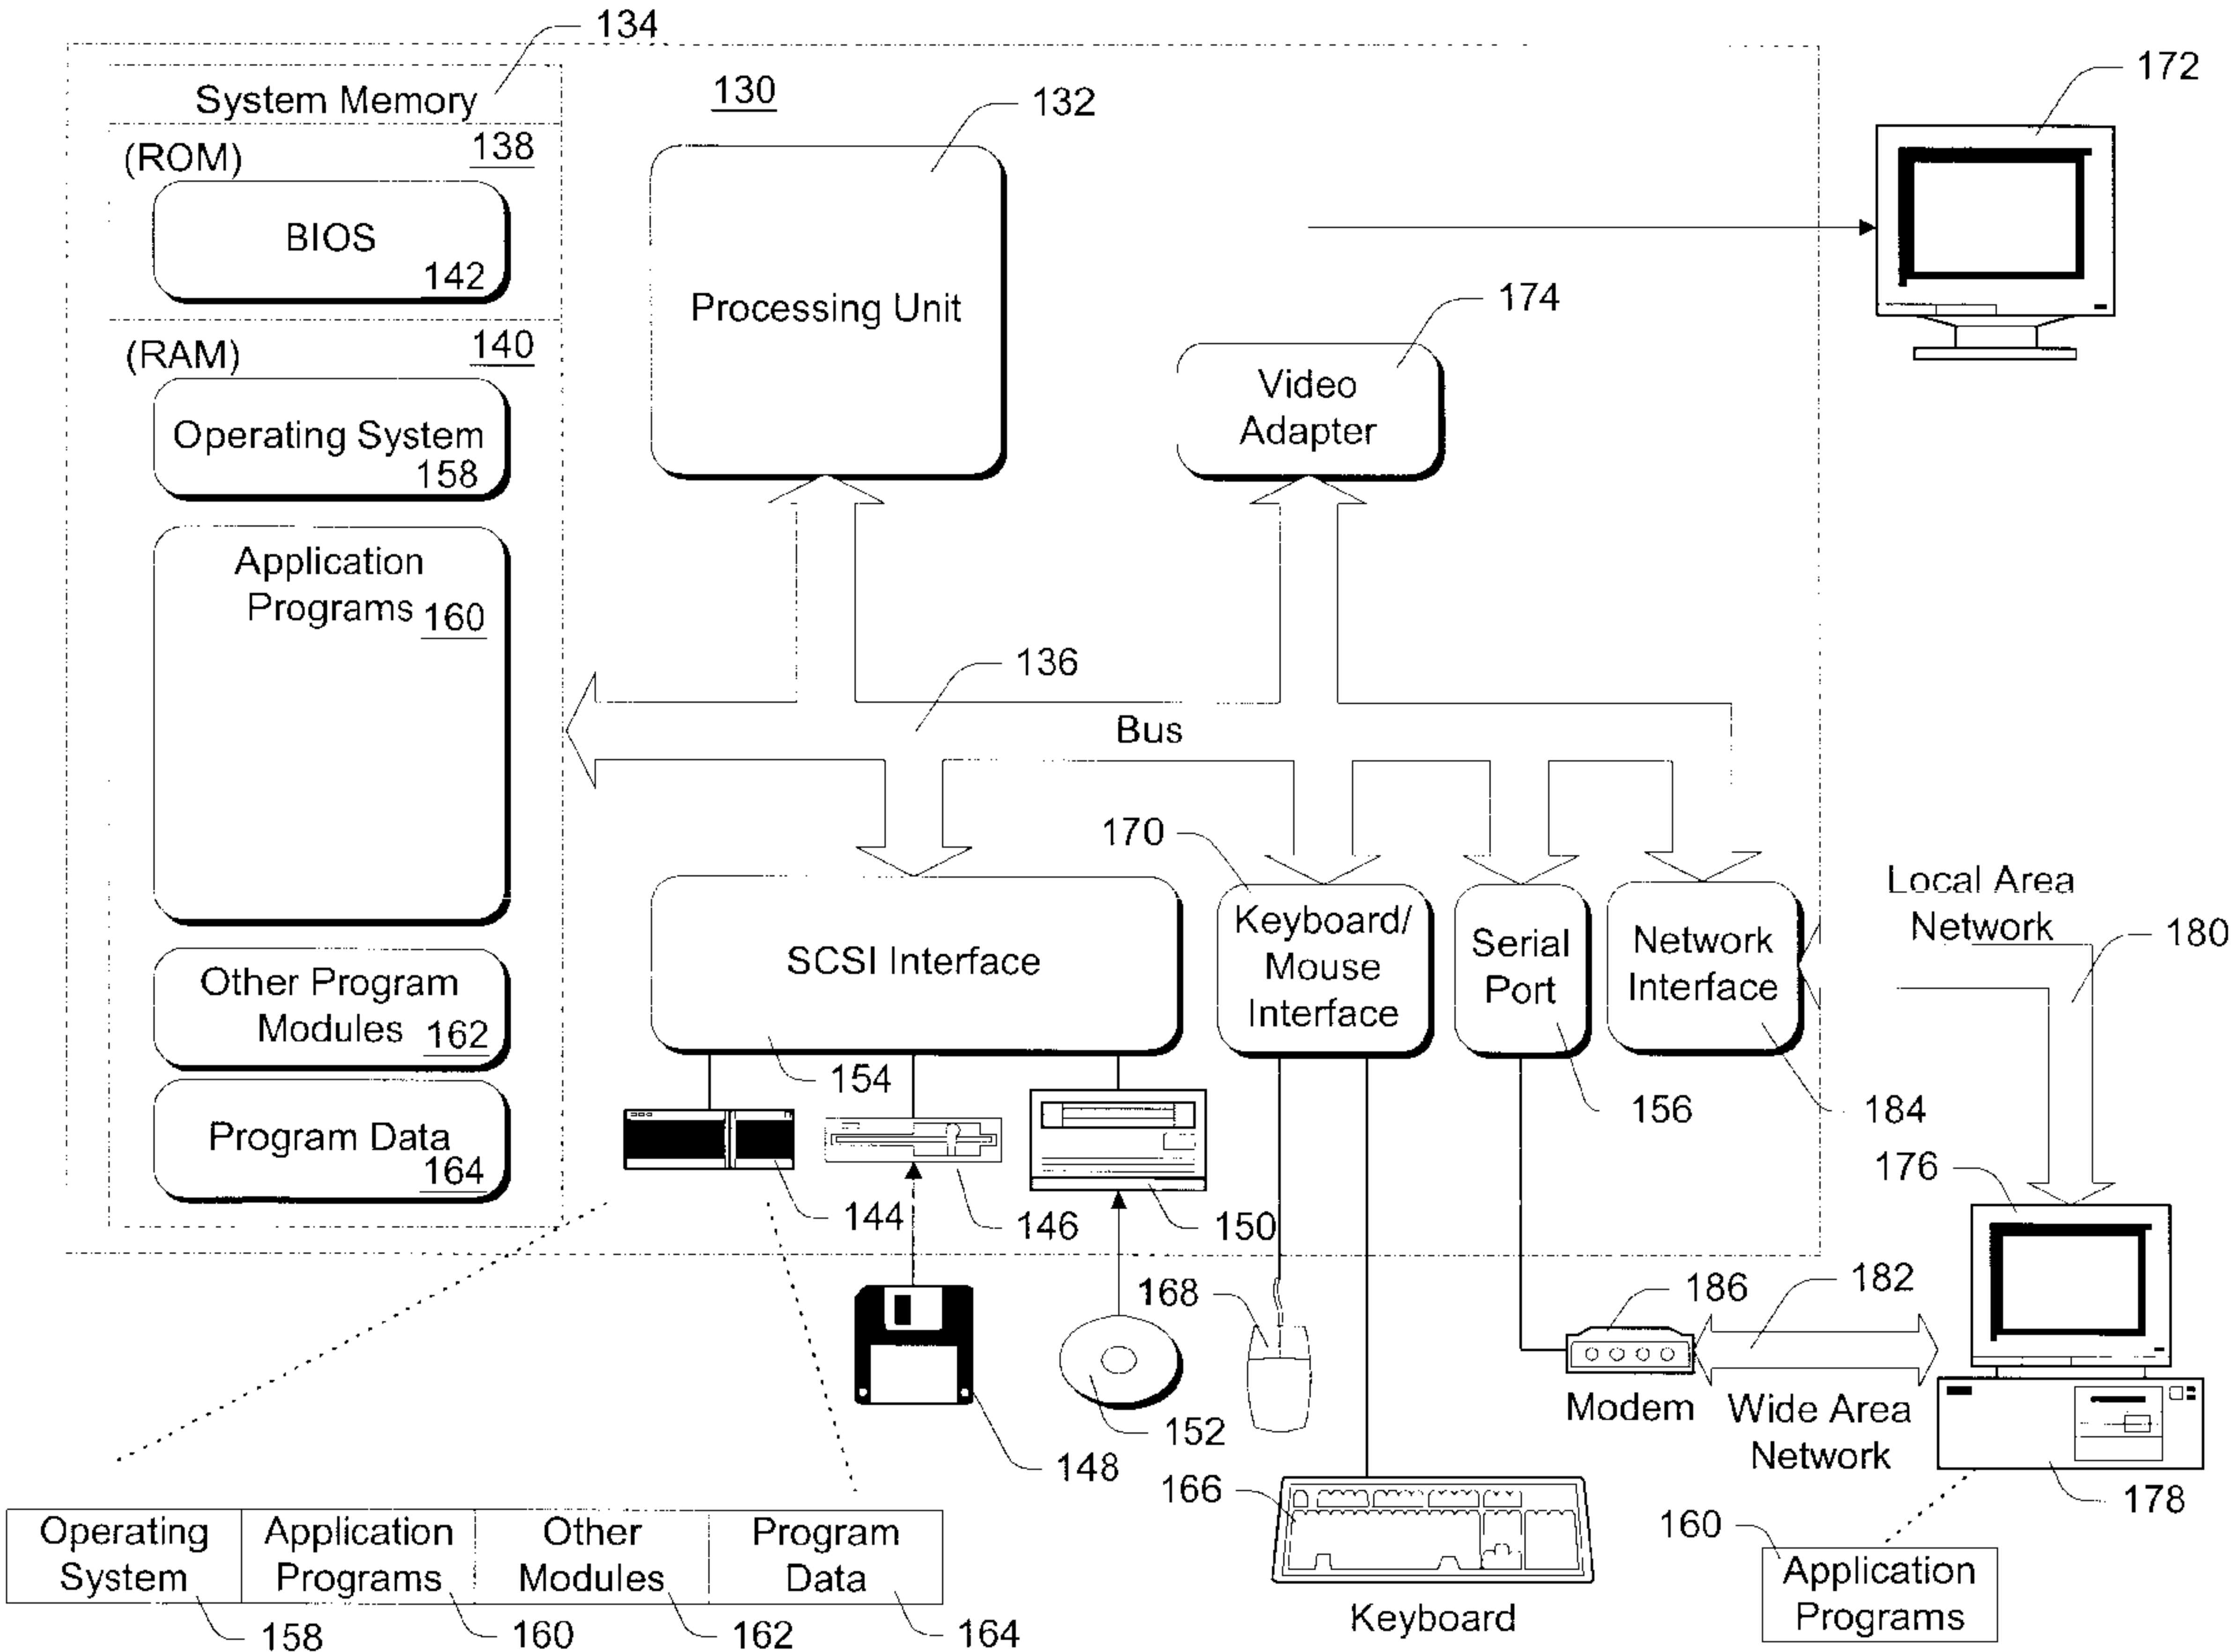 134
System Memory
130
132
172
(ROM)
138
BIOS
142
Processing Unit
174
(RAM)
140
Video
Adapter
Operating System
158
Application
Programs 160
136
Bus
170
Local Area
Network
180
SCSI Interface
Keyboard/
Mouse
Interface
Serial
Port
Network
Interface
Other Program
Modules 162
154
156
184
Program Data
164
176
144
146
150
168
186
182
Modem
Wide Area
Network
152
148
166
178
160
Operating
System
Application
Programs
Other
Modules
Program
Data
Application
Programs
158
160
162
164
Keyboard